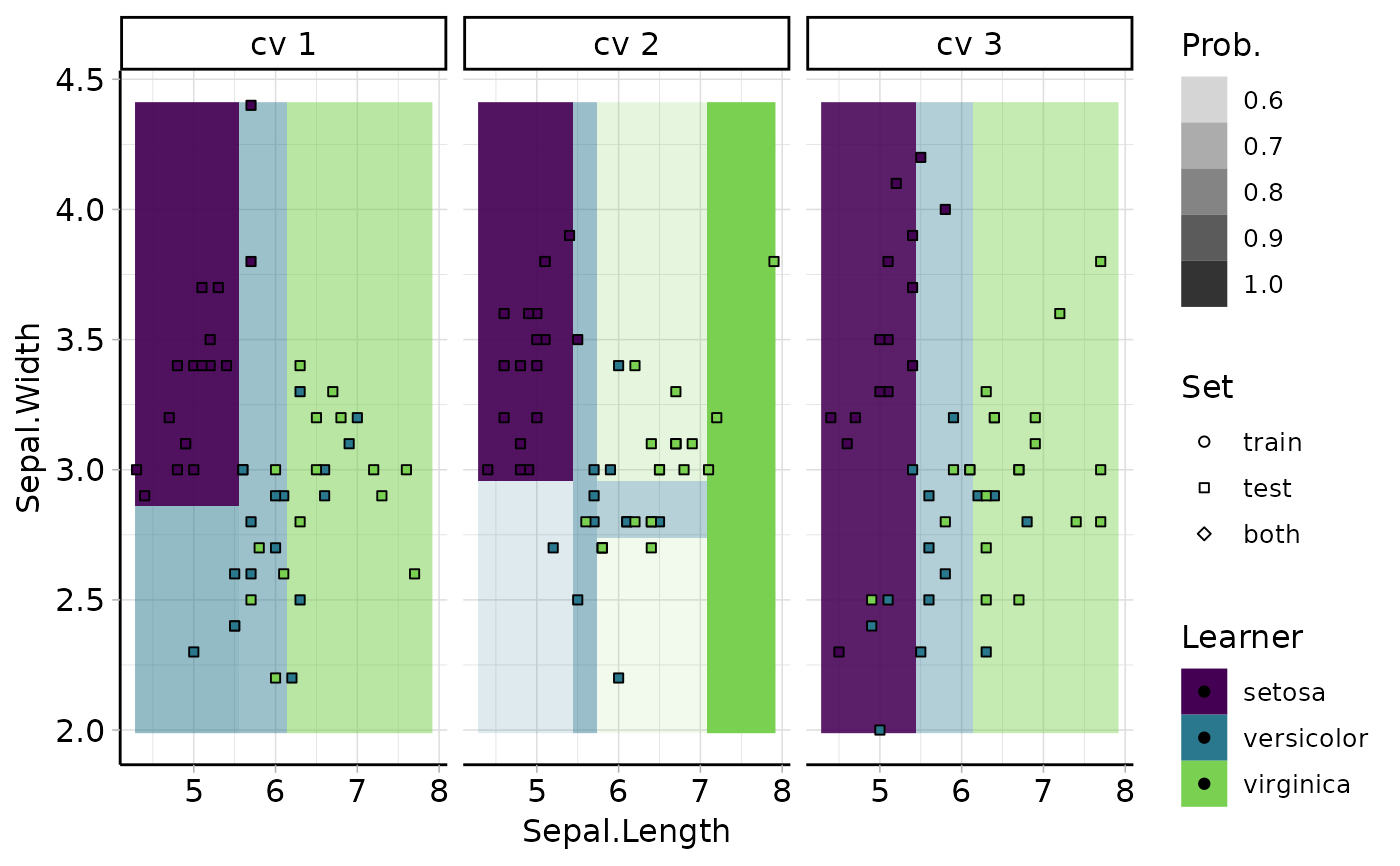 cv 1
cv 2
cv 3
Sepal.Width
4.5
4.0
3.5
3.0
2.5
2.0
5 6 7 8
5 6 7 8
5 6 7 8
Sepal.Length
Prob.
0.6
0.7
0.8
0.9
1.0
Set
train
test
both
Learner
setosa
versicolor
virginica